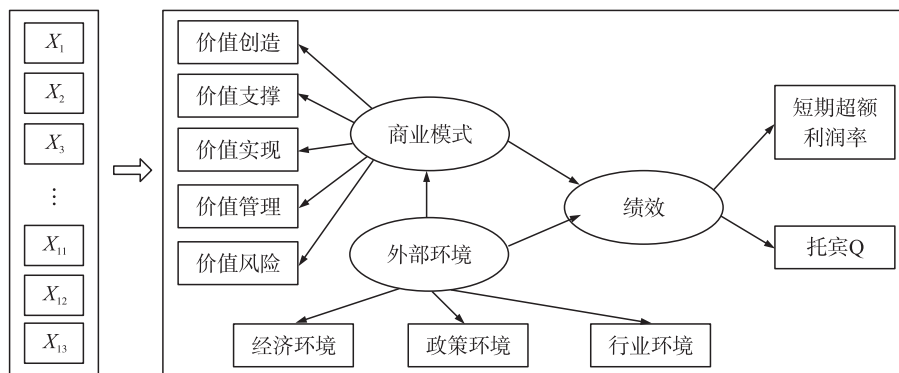 X₁
X₂
X₃
⋮
X₁₁
X₁₂
X₁₃
价值创造
价值支撑
价值实现
价值管理
价值风险
商业模式
外部环境
绩效
短期超额
利润率
托宾Q
经济环境
政策环境
行业环境